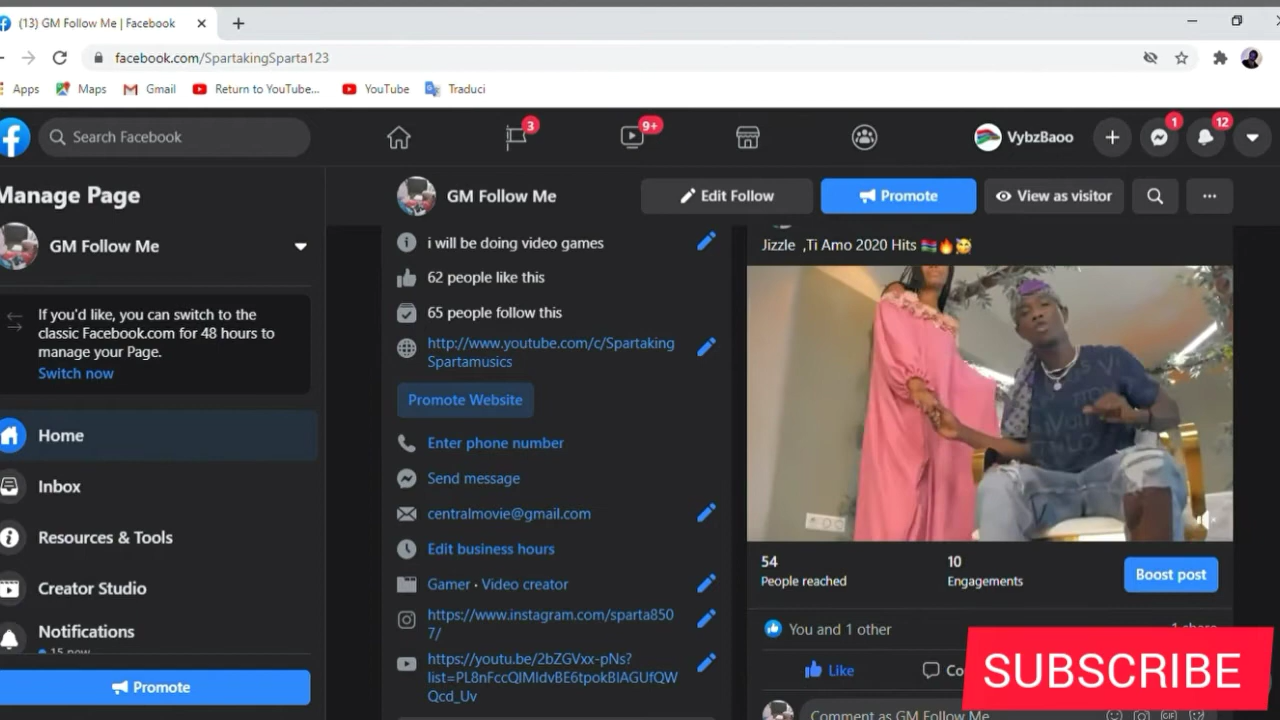 (13) GM Follow Me | Facebook
facebook.com/SpartakingSparta123
Apps Maps Gmail Return to YouTube... YouTube Traduci
Search Facebook
3
9+
VybzBaoo
1
12
Manage Page
GM Follow Me
Edit Follow
Promote
View as visitor
GM Follow Me
If you'd like, you can switch to the
classic Facebook.com for 48 hours to
manage your Page.
Switch now
Home
Inbox
Resources & Tools
Creator Studio
Notifications
15 new
Promote
i will be doing video games
62 people like this
65 people follow this
http://www.youtube.com/c/Spartaking
Spartamusics
Promote Website
Enter phone number
Send message
centralmovie@gmail.com
Edit business hours
Gamer · Video creator
https://www.instagram.com/sparta850
7/
https://youtu.be/2bZGVxx-pNs?
list=PL8nFccQIMldvBE6tpokBIAGUfQW
Qcd_Uv
Jizzle ,Ti Amo 2020 Hits 🇬🇲🔥🥰
54
People reached
10
Engagements
Boost post
You and 1 other
1 share
Like
Comment as GM Follow Me
GIF
SUBSCRIBE